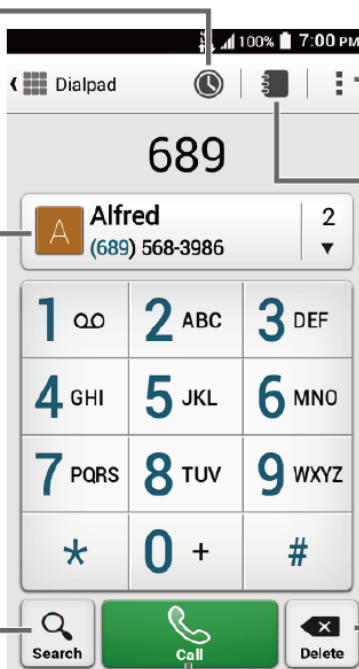 100% 7:00 PM
Dialpad
689
Alfred 2
(689) 568-3986
1 2 ABC 3 DEF
4 GHI 5 JKL 6 MNO
7 PQRS 8 TUV 9 WXYZ
* 0 + #
Search Call Delete